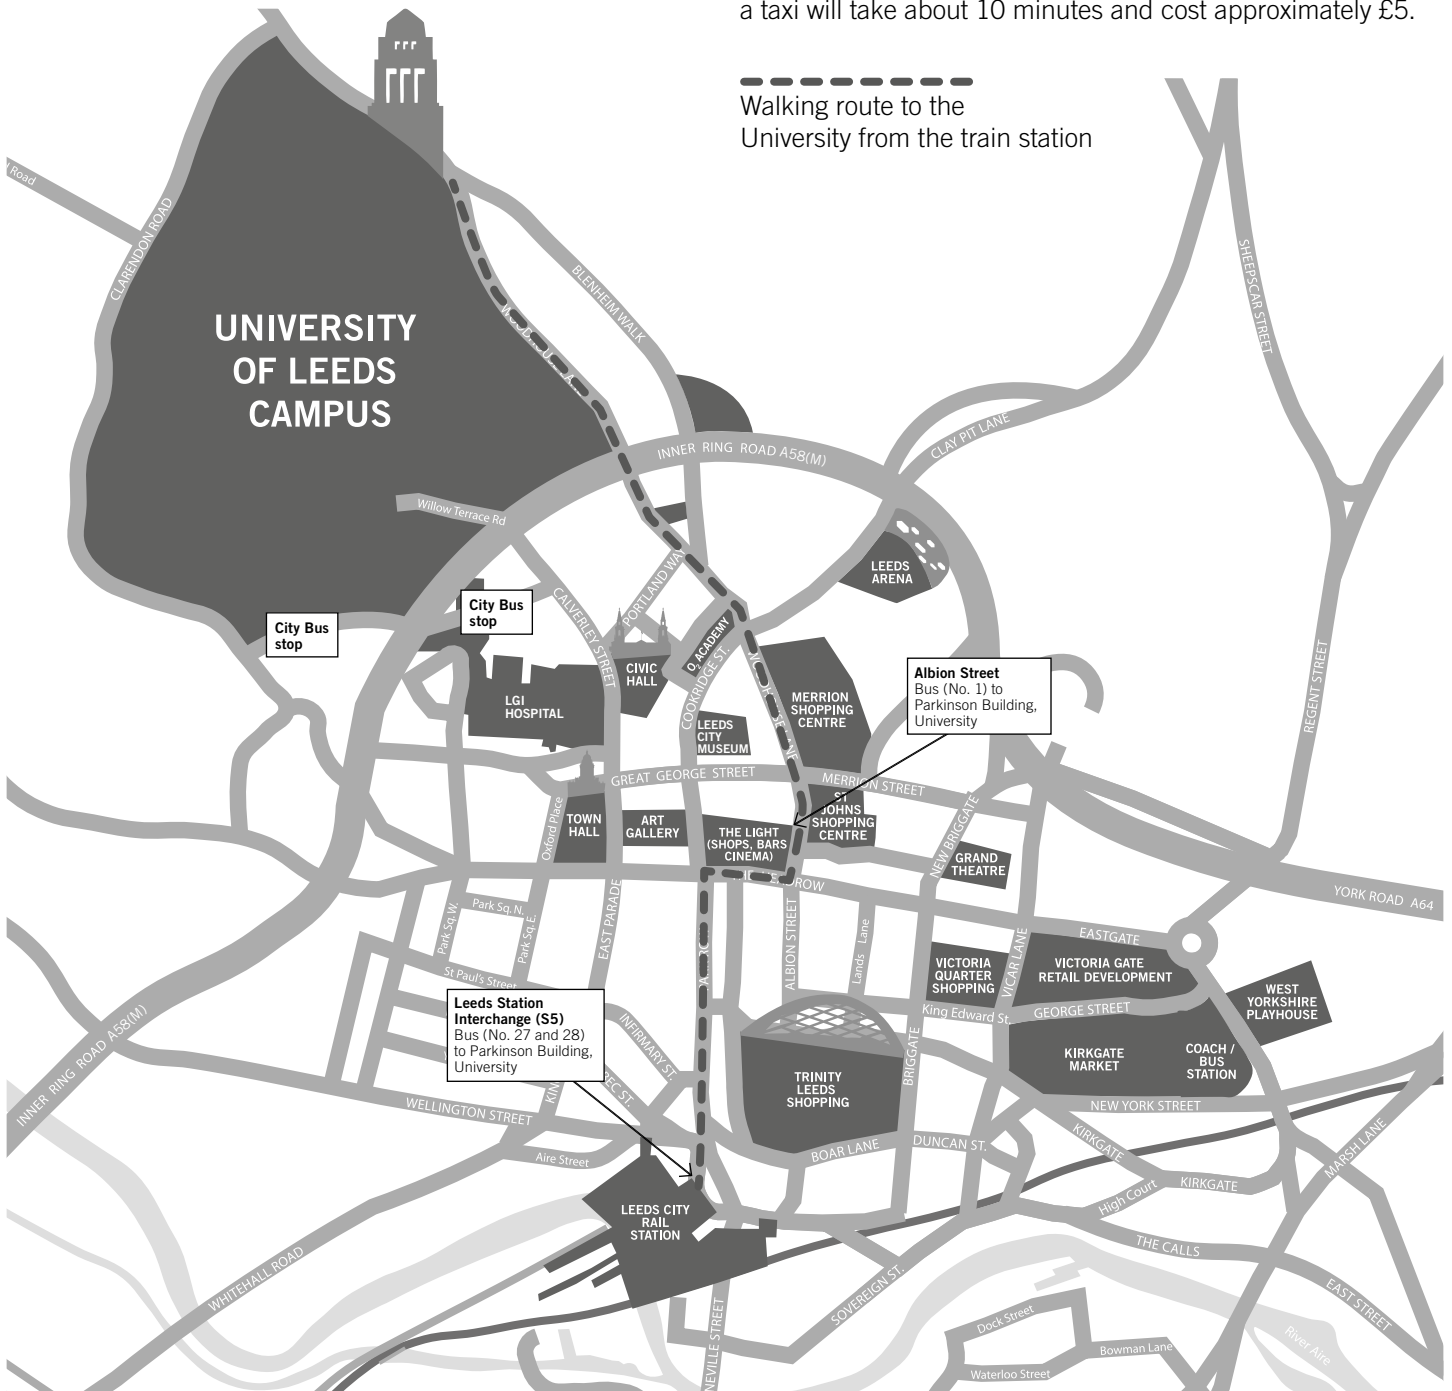 a taxi will take about 10 minutes and cost approximately £5.
Walking route to the
University from the train station
Road
CLARENDON ROAD
UNIVERSITY
OF LEEDS
CAMPUS
BLENHEIM WALK
SHEEPSCAR STREET
INNER RING ROAD A58(M)
CLAY PIT LANE
Willow Terrace Rd
LEEDS
ARENA
PORTLAND WAY
CALVERLEY STREET
City Bus
stop
City Bus
stop
O2 ACADEMY
COOKRIDGE ST.
CIVIC
HALL
LGI
HOSPITAL
LEEDS
CITY
MUSEUM
MERRION
SHOPPING
CENTRE
Albion Street
Bus (No. 1) to
Parkinson Building,
University
REGENT STREET
GREAT GEORGE STREET
MERRION STREET
Oxford Place
TOWN
HALL
ART
GALLERY
THE LIGHT
(SHOPS, BARS
CINEMA)
ST
JOHNS
SHOPPING
CENTRE
NEW BRIGGATE
GRAND
THEATRE
YORK ROAD A64
Park Sq. N.
Park Sq. W.
Park Sq. E.
EAST PARADE
ALBION STREET
Lands Lane
EASTGATE
VICAR LANE
VICTORIA
QUARTER
SHOPPING
VICTORIA GATE
RETAIL DEVELOPMENT
WEST
YORKSHIRE
PLAYHOUSE
St Paul's Street
King Edward St.
GEORGE STREET
Leeds Station
Interchange (S5)
Bus (No. 27 and 28)
to Parkinson Building,
University
INFIRMARY ST.
INNER RING ROAD A58(M)
BRIGGATE
KIRKGATE
MARKET
COACH /
BUS
STATION
TRINITY
LEEDS
SHOPPING
WELLINGTON STREET
NEW YORK STREET
Aire Street
BOAR LANE
DUNCAN ST.
KIRKGATE
MARSH LANE
High Court
KIRKGATE
LEEDS CITY
RAIL
STATION
WHITEHALL ROAD
THE CALLS
SOVEREIGN ST.
EAST STREET
NEVILLE STREET
Dock Street
River Aire
Bowman Lane
Waterloo Street